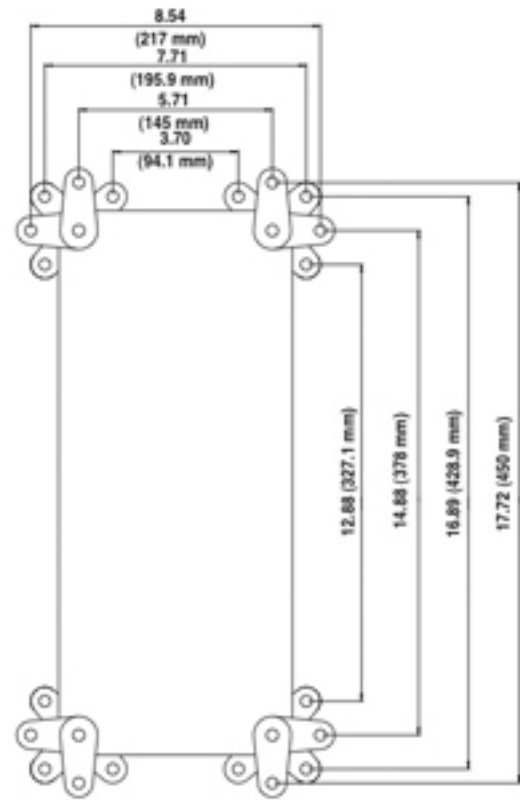 8.54
(217 mm)
7.71
(195.9 mm)
5.71
(145 mm)
3.70
(94.1 mm)
12.88 (327.1 mm)
14.88 (378 mm)
16.89 (428.9 mm)
17.72 (450 mm)